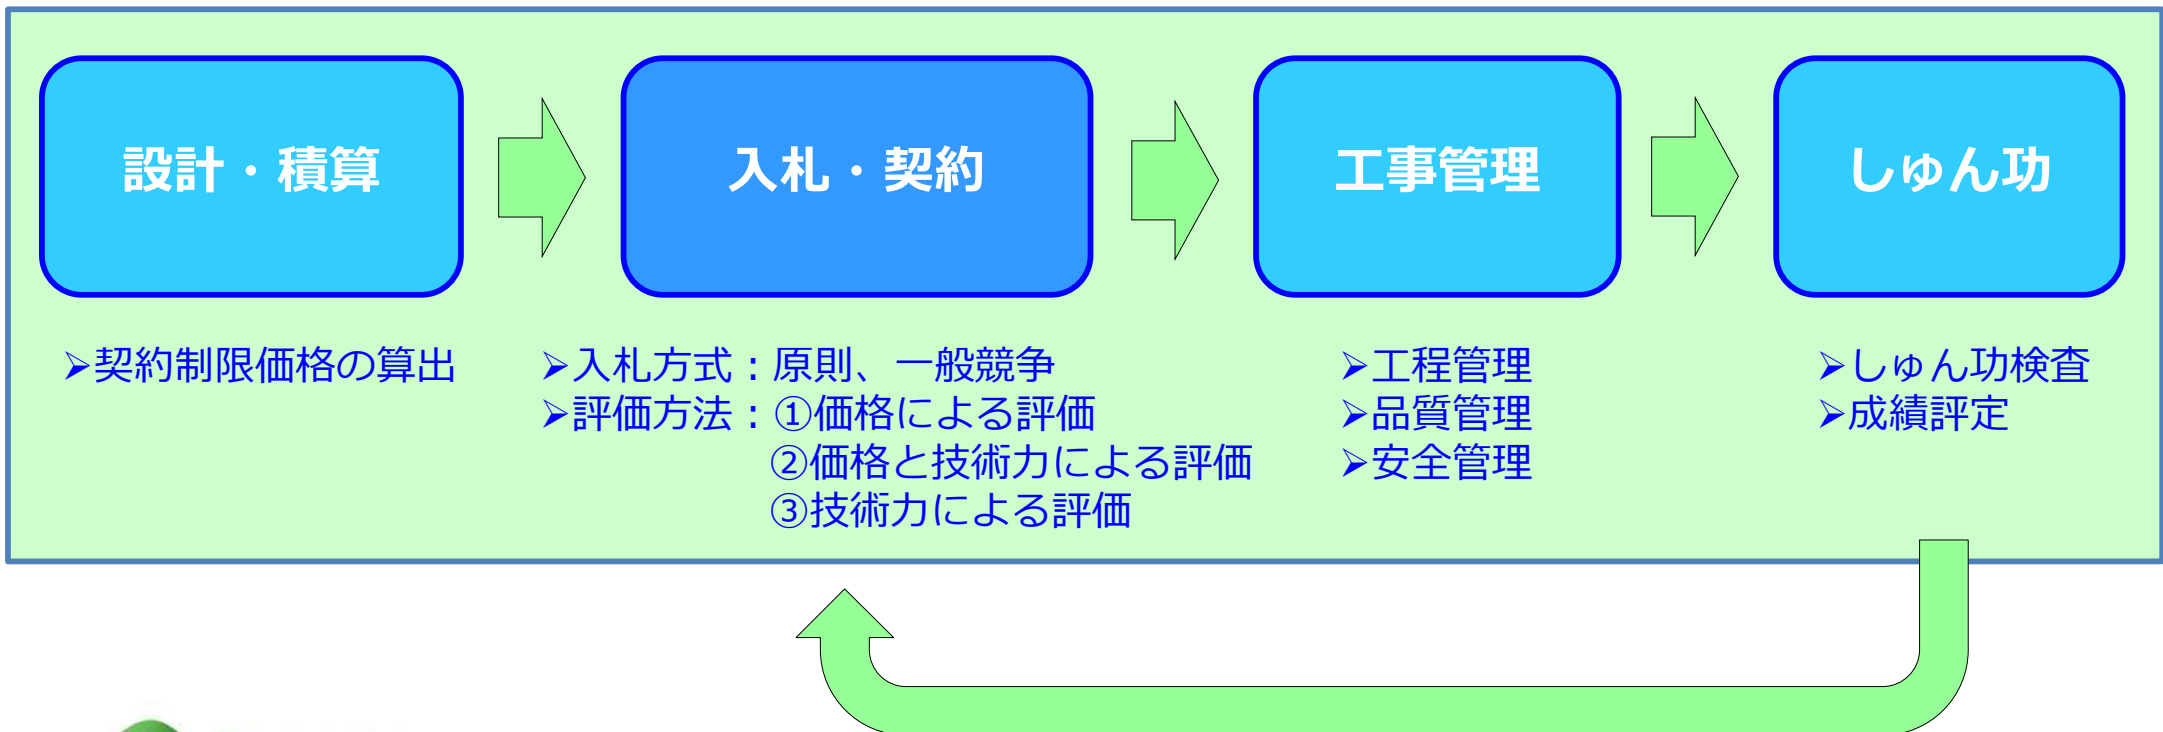 設計・積算
入札・契約
工事管理
しゅん功
➢契約制限価格の算出
➢入札方式：原則、一般競争
➢評価方法：①価格による評価
②価格と技術力による評価
③技術力による評価
➢工程管理
➢品質管理
➢安全管理
➢しゅん功検査
➢成績評定